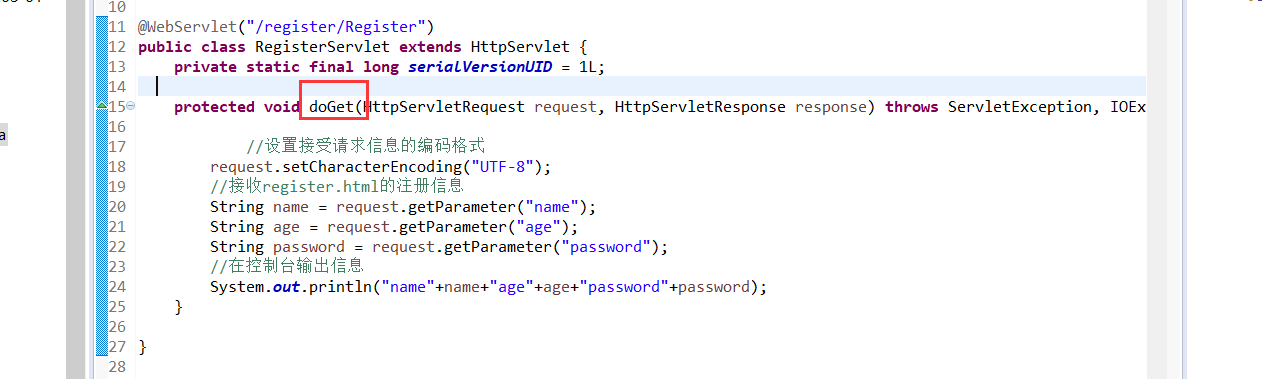 10
11 @WebServlet("/register/Register")
12 public class RegisterServlet extends HttpServlet {
13 private static final long serialVersionUID = 1L;
14
15 protected void doGet(HttpServletRequest request, HttpServletResponse response) throws ServletException, IOEx
16
a
17 //设置接受请求信息的编码格式
18 request.setCharacterEncoding("UTF-8");
19 //接收register.html的注册信息
20 String name = request.getParameter("name");
21 String age = request.getParameter("age");
22 String password = request.getParameter("password");
23 //在控制台输出信息
24 System.out.println("name"+name+"age"+age+"password"+password);
25 }
26
27 }
28